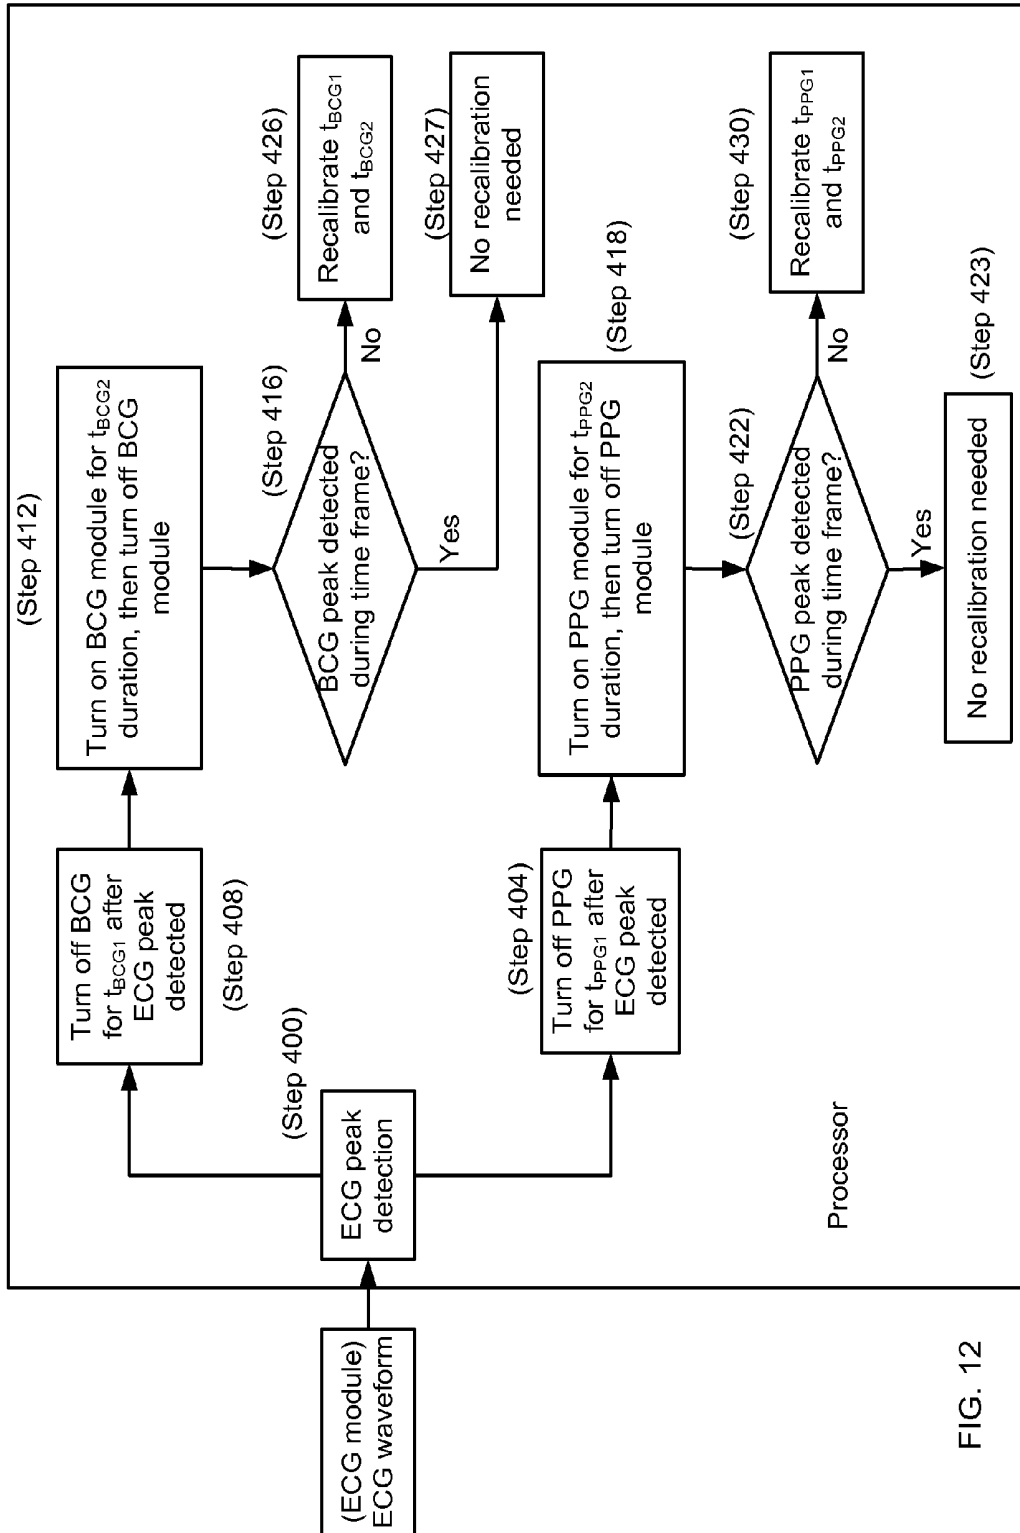 (ECG module)
ECG waveform
(Step 400)
ECG peak
detection
Turn off BCG
for tBCG1 after
ECG peak
detected
(Step 408)
(Step 412)
Turn on BCG module for tBCG2
duration, then turn off BCG
module
(Step 416)
BCG peak detected
during time frame?
No
Yes
(Step 426)
Recalibrate tBCG1
and tBCG2
(Step 427)
No recalibration
needed
(Step 404)
Turn off PPG
for tPPG1 after
ECG peak
detected
(Step 418)
Turn on PPG module for tPPG2
duration, then turn off PPG
module
(Step 422)
PPG peak detected
during time frame?
No
Yes
(Step 430)
Recalibrate tPPG1
and tPPG2
(Step 423)
No recalibration needed
Processor
FIG. 12